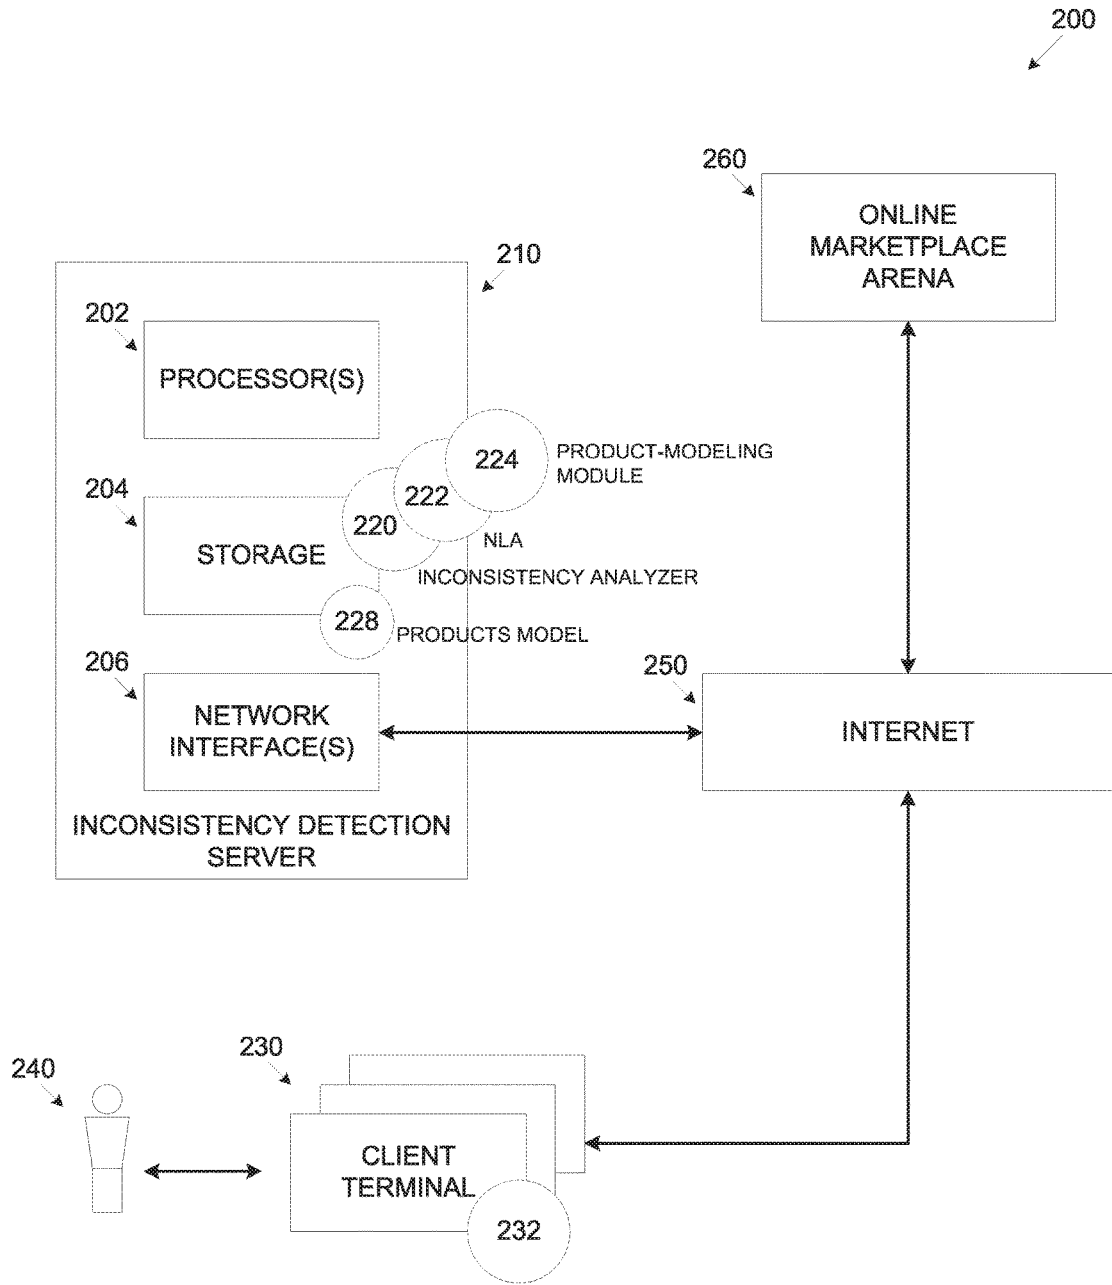 200
260
ONLINE
MARKETPLACE
ARENA
210
202
PROCESSOR(S)
224
PRODUCT-MODELING
MODULE
204
222
220
NLA
STORAGE
INCONSISTENCY ANALYZER
228
PRODUCTS MODEL
206
250
NETWORK
INTERFACE(S)
INTERNET
INCONSISTENCY DETECTION
SERVER
230
240
CLIENT
TERMINAL
232